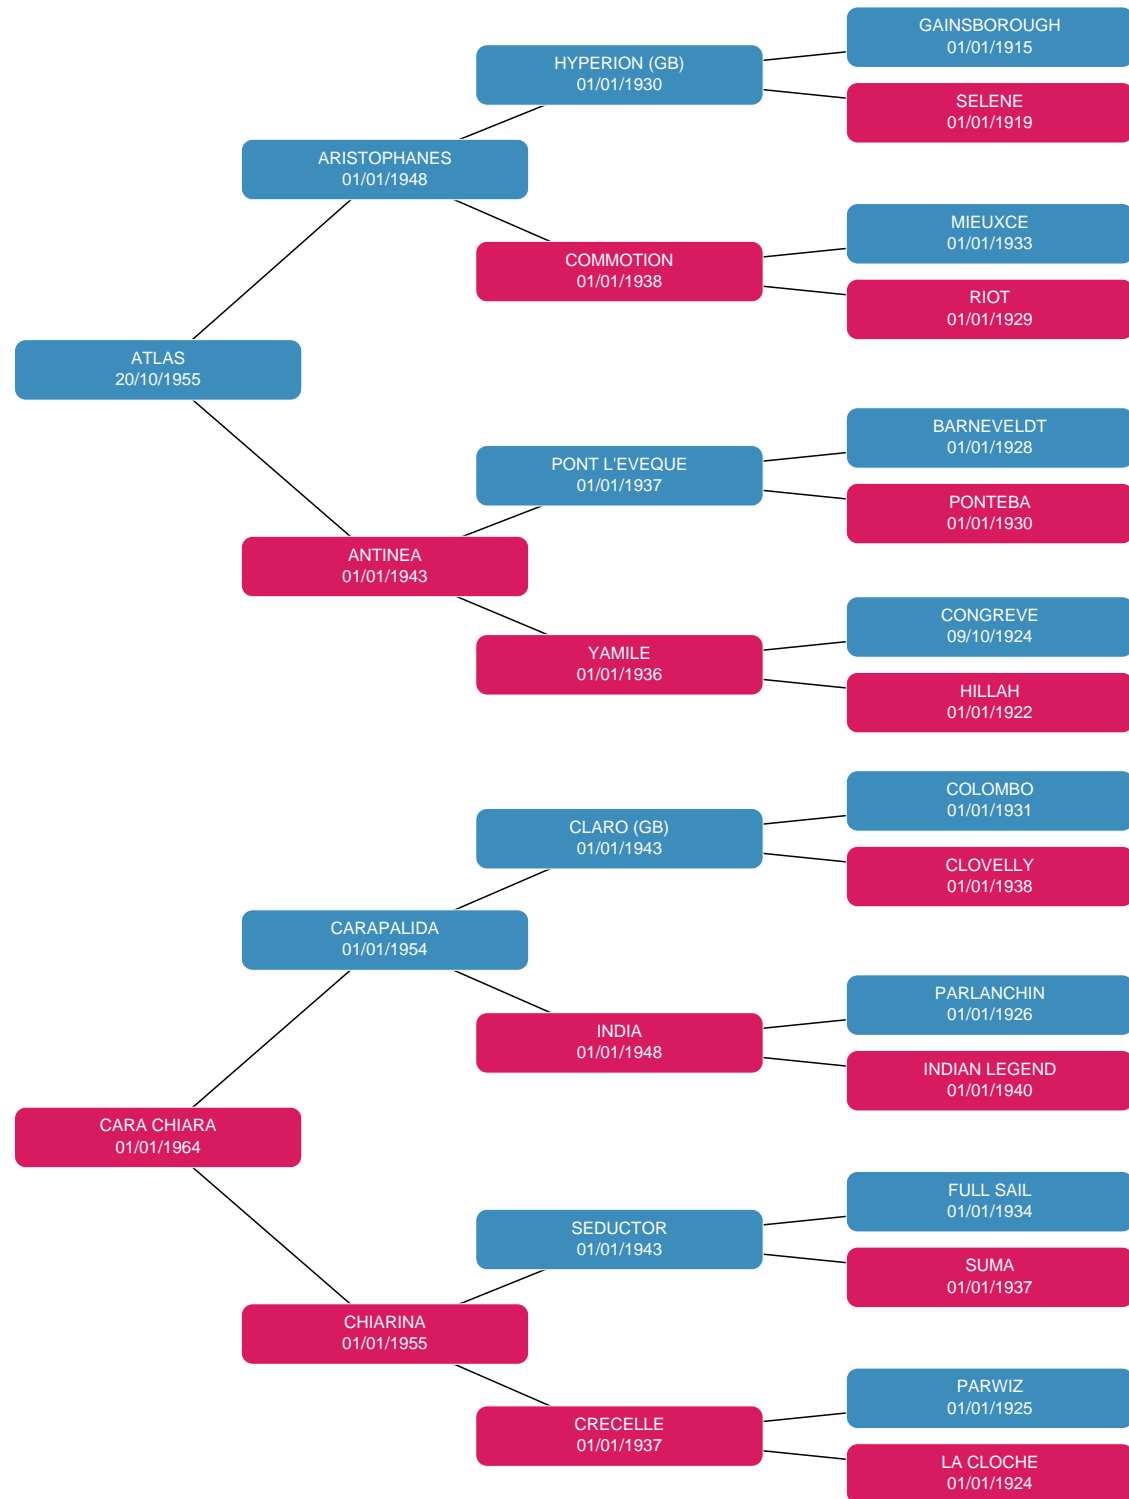 GAINSBOROUGH
01/01/1915
HYPERION (GB)
01/01/1930
SELENE
01/01/1919
ARISTOPHANES
01/01/1948
MIEUXCE
01/01/1933
COMMOTION
01/01/1938
RIOT
01/01/1929
ATLAS
20/10/1955
BARNEVELDT
01/01/1928
PONT L'EVEQUE
01/01/1937
PONTEBA
01/01/1930
ANTINEA
01/01/1943
CONGREVE
09/10/1924
YAMILE
01/01/1936
HILLAH
01/01/1922
COLOMBO
01/01/1931
CLARO (GB)
01/01/1943
CLOVELLY
01/01/1938
CARAPALIDA
01/01/1954
PARLANCHIN
01/01/1926
INDIA
01/01/1948
INDIAN LEGEND
01/01/1940
CARA CHIARA
01/01/1964
FULL SAIL
01/01/1934
SEDUCTOR
01/01/1943
SUMA
01/01/1937
CHIARINA
01/01/1955
PARWIZ
01/01/1925
CRECELLE
01/01/1937
LA CLOCHE
01/01/1924